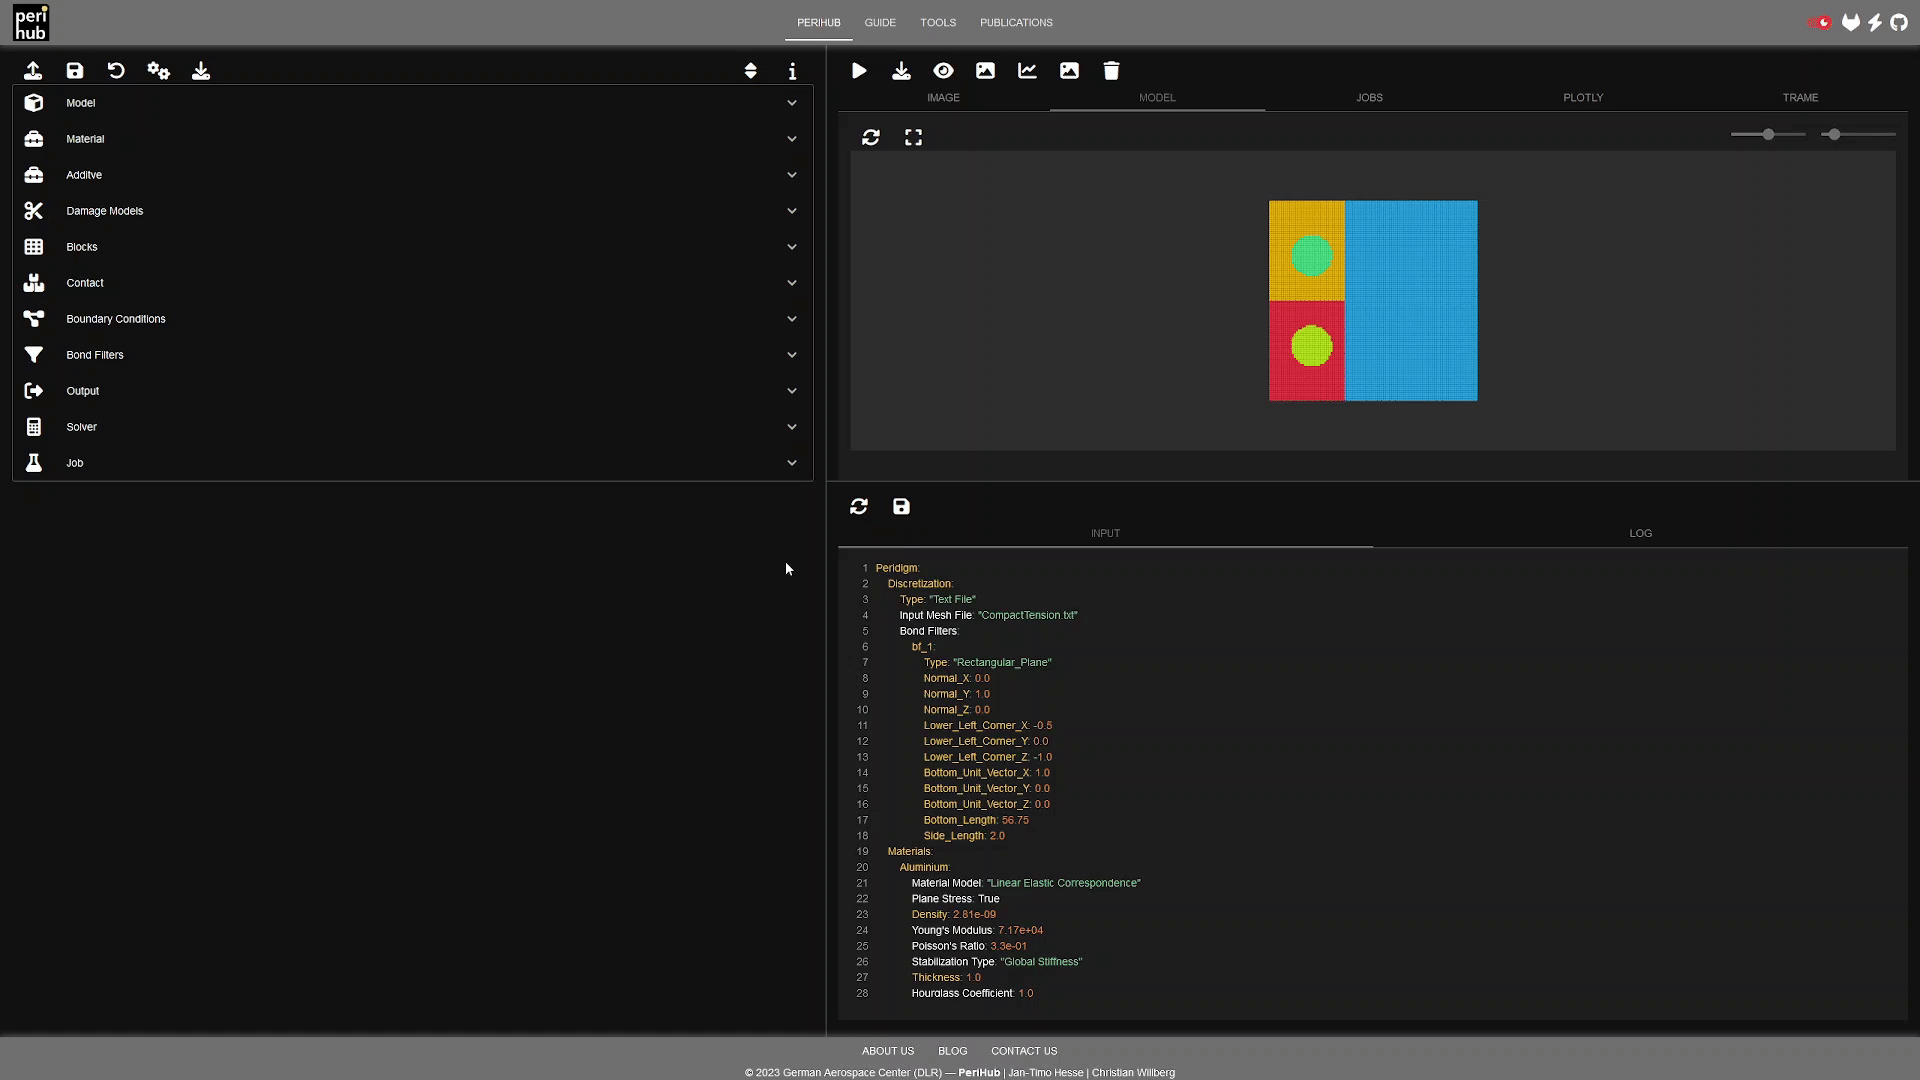 peri
hub
PERIHUB
GUIDE
TOOLS
PUBLICATIONS
Model
Material
Additve
Damage Models
Blocks
Contact
Boundary Conditions
Bond Filters
Output
Solver
Job
IMAGE
MODEL
JOBS
PLOTLY
TRAME
INPUT
LOG
1 Peridigm:
2 Discretization:
3 Type: "Text File"
4 Input Mesh File: "CompactTension.txt"
5 Bond Filters:
6 bf_1:
7 Type: "Rectangular_Plane"
8 Normal_X: 0.0
9 Normal_Y: 1.0
10 Normal_Z: 0.0
11 Lower_Left_Corner_X: -0.5
12 Lower_Left_Corner_Y: 0.0
13 Lower_Left_Corner_Z: -1.0
14 Bottom_Unit_Vector_X: 1.0
15 Bottom_Unit_Vector_Y: 0.0
16 Bottom_Unit_Vector_Z: 0.0
17 Bottom_Length: 56.75
18 Side_Length: 2.0
19 Materials:
20 Aluminium:
21 Material Model: "Linear Elastic Correspondence"
22 Plane Stress: True
23 Density: 2.81e-09
24 Young's Modulus: 7.17e+04
25 Poisson's Ratio: 3.3e-01
26 Stabilization Type: "Global Stiffness"
27 Thickness: 1.0
28 Hourglass Coefficient: 1.0
ABOUT US
BLOG
CONTACT US
© 2023 German Aerospace Center (DLR) — PeriHub | Jan-Timo Hesse | Christian Willberg